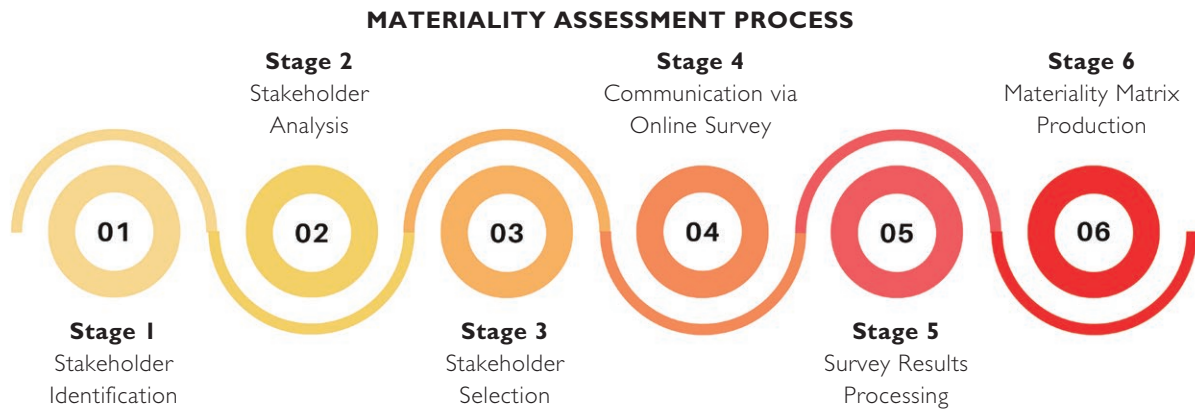 MATERIALITY ASSESSMENT PROCESS
Stage 2
Stakeholder
Analysis
Stage 4
Communication via
Online Survey
Stage 6
Materiality Matrix
Production
01
02
03
04
05
06
Stage 1
Stakeholder
Identification
Stage 3
Stakeholder
Selection
Stage 5
Survey Results
Processing